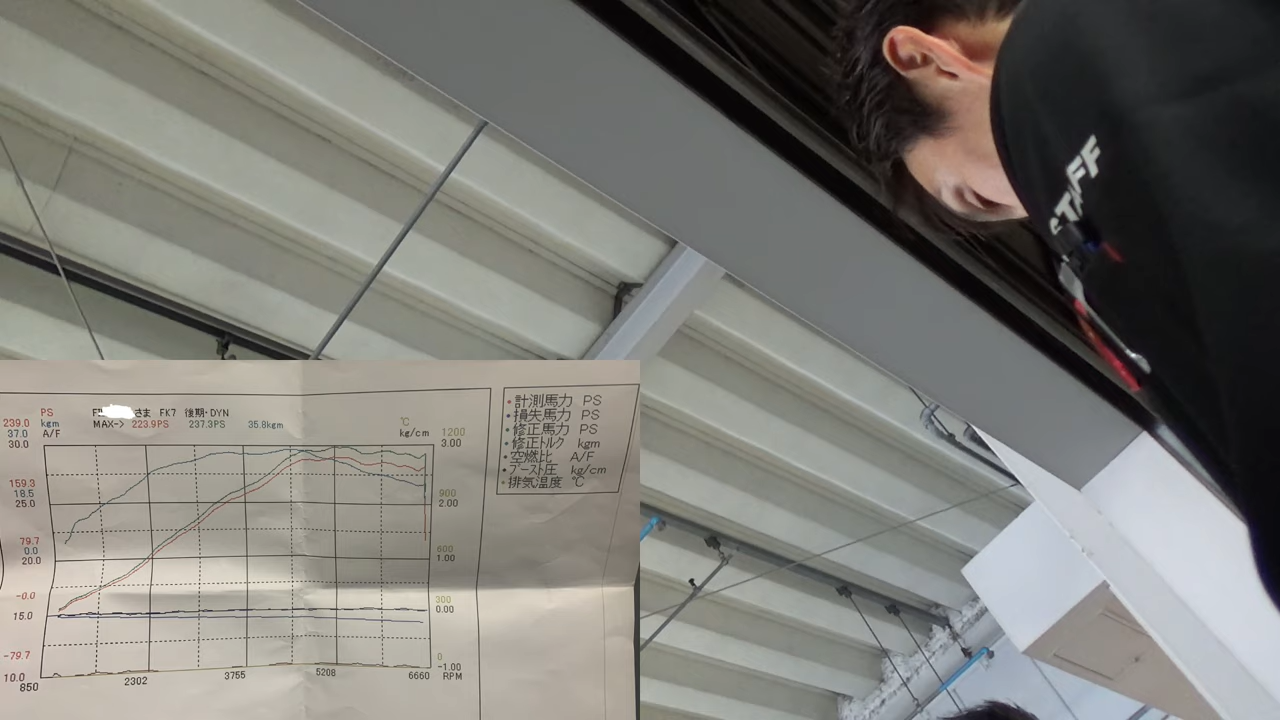 STAFF
PS F さま FK7 後期・DYN ℃ 1200
239.0 kgm MAX-> 223.9PS 237.3PS 35.8kgm kg/cm 3.00
37.0 A/F
30.0
159.3
18.5
25.0
900
2.00
79.7
0.0
20.0
600
1.00
-0.0
15.0
300
0.00
-79.7
10.0
0
-1.00
850 2302 3755 5208 6660 RPM
計測馬力 PS
損失馬力 PS
修正馬力 PS
修正トルク kgm
空燃比 A/F
ブースト圧 kg/cm
排気温度 ℃